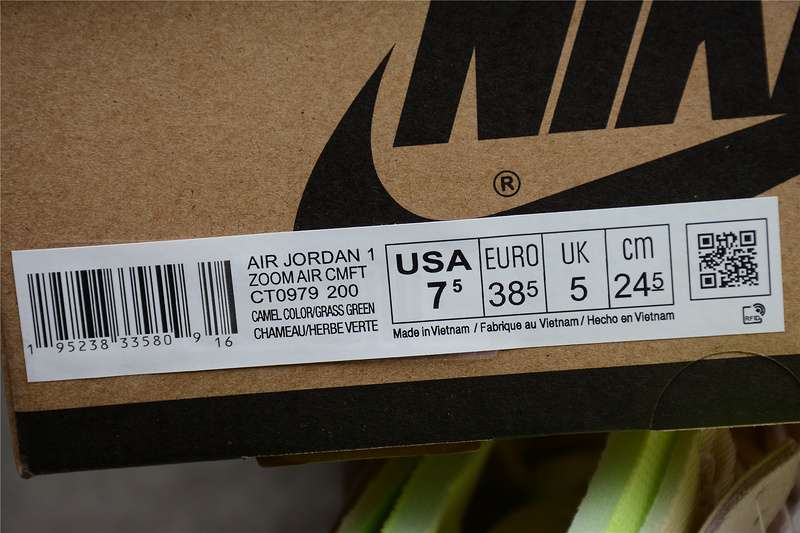 NIKE
®
AIR JORDAN 1
ZOOM AIR CMFT
CT0979 200
CAMEL COLOR/GRASS GREEN
CHAMEAU/HERBE VERTE
1 95238 33580 9 16
USA EURO UK cm
7 5 38 5 5 24 5
Made in Vietnam / Fabrique au Vietnam / Hecho en Vietnam
RFID